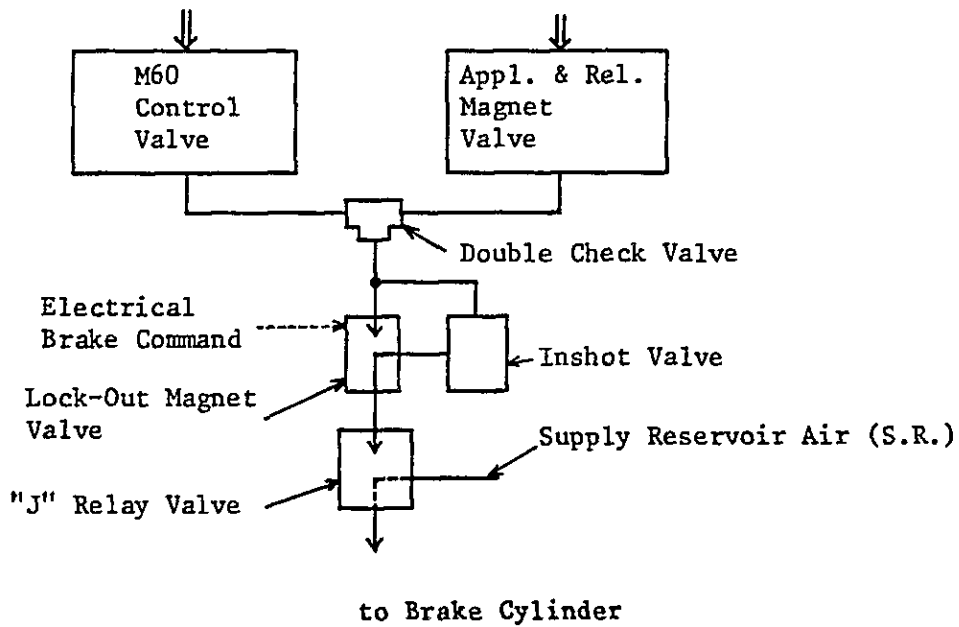 M60
Control
Valve
Appl. & Rel.
Magnet
Valve
Double Check Valve
Electrical
Brake Command
Inshot Valve
Lock-Out Magnet
Valve
Supply Reservoir Air (S.R.)
"J" Relay Valve
to Brake Cylinder